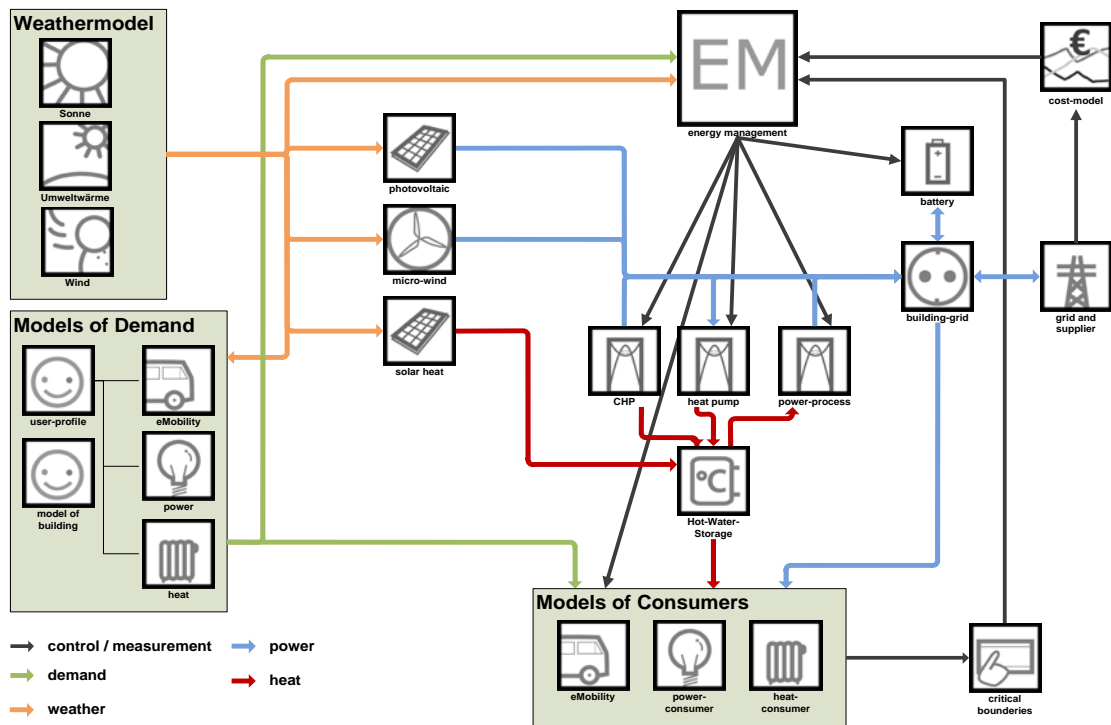 Weathermodel
Sonne
Umweltwärme
Wind
EM
energy management
€
cost-model
photovoltaic
battery
micro-wind
building-grid
grid and
supplier
solar heat
Models of Demand
user-profile
eMobility
model of
building
power
heat
CHP
heat pump
power-process
°C
Hot-Water-
Storage
Models of Consumers
eMobility
power-
consumer
heat-
consumer
critical
bounderies
control / measurement
power
demand
heat
weather